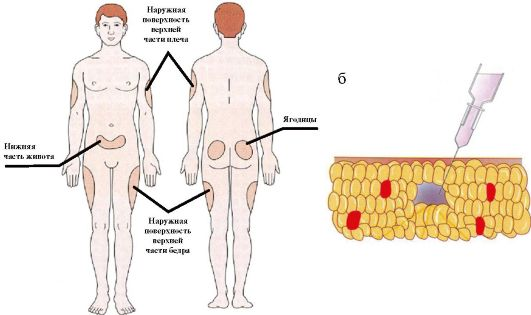 Наружная
поверхность
верхней
части плеча
б
Ягодицы
Нижняя
часть живота
Наружная
поверхность
верхней
части бедра